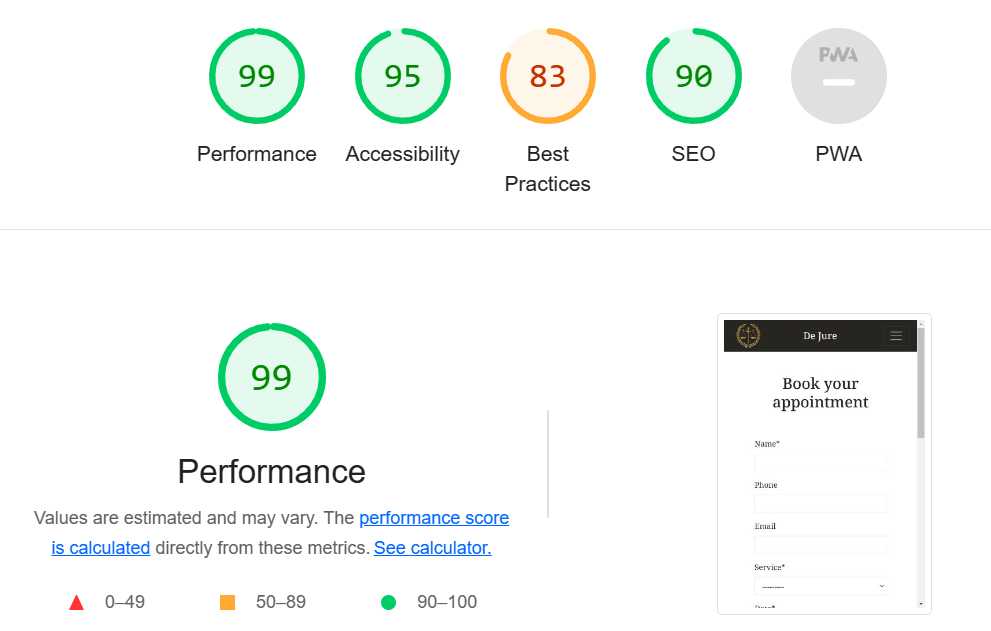 99
95
83
90
PWA
Performance
Accessibility
Best
Practices
SEO
PWA
99
Performance
Values are estimated and may vary. The performance score
is calculated directly from these metrics. See calculator.
0–49
50–89
90–100
De Jure
Book your
appointment
Name*
Phone
Email
Service*
---------
Date*